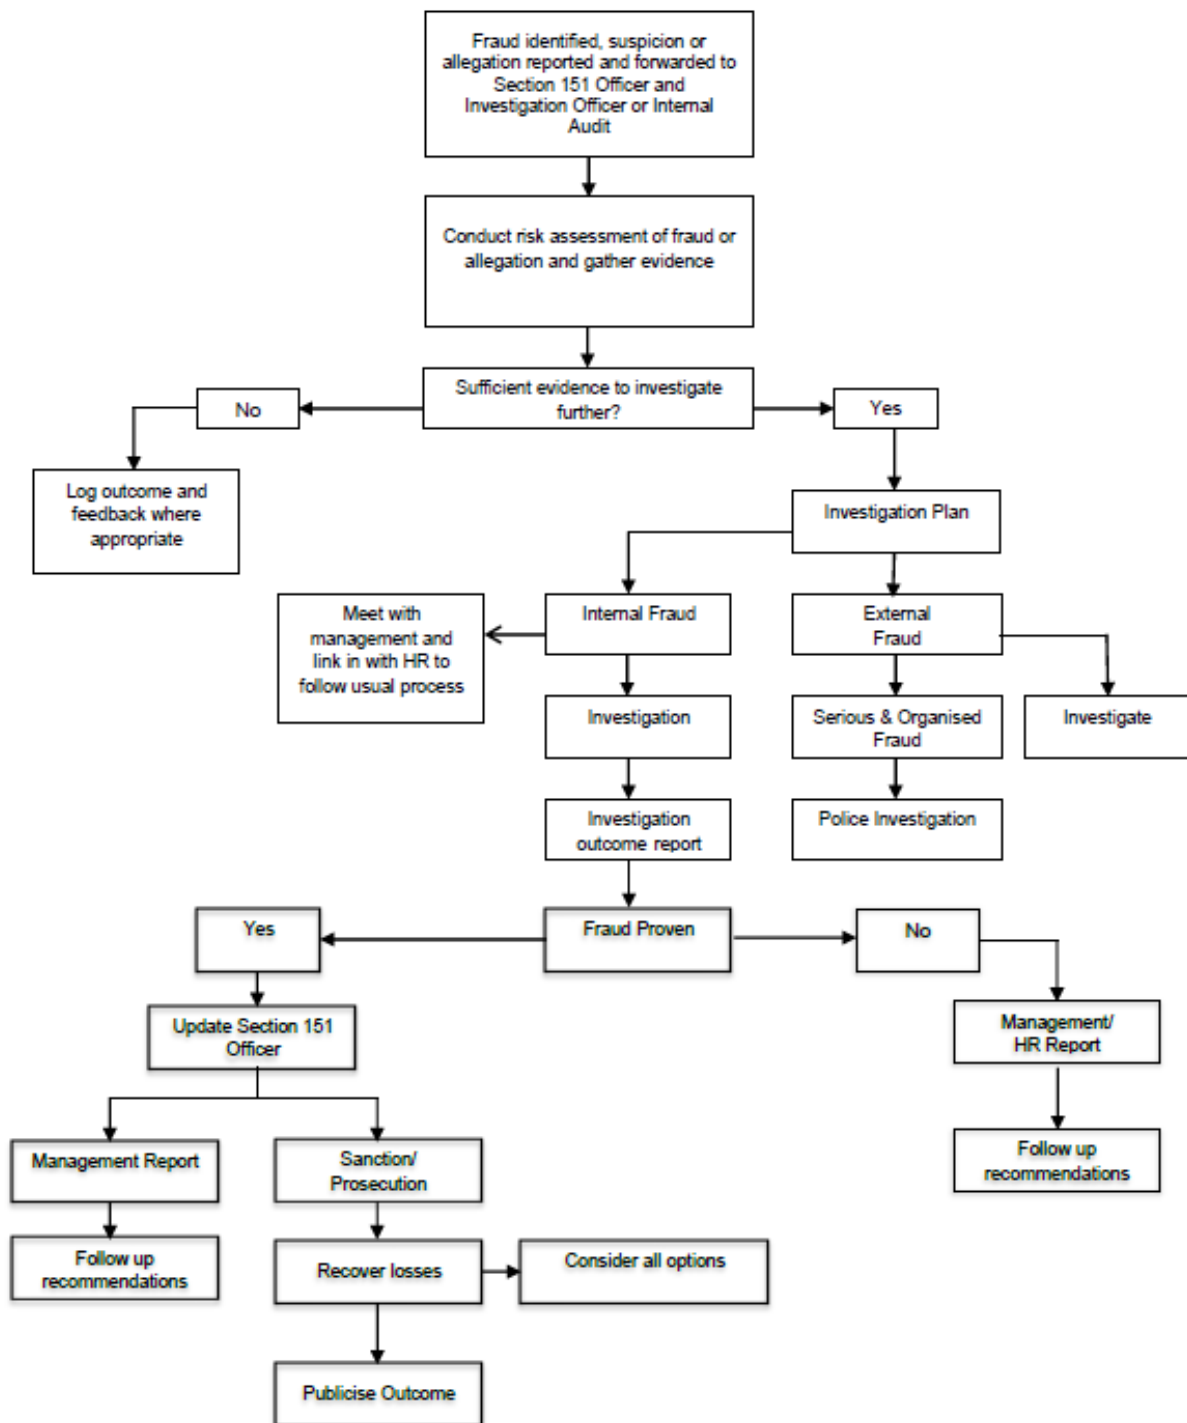 Fraud identified, suspicion or
allegation reported and forwarded to
Section 151 Officer and
Investigation Officer or Internal
Audit
Conduct risk assessment of fraud or
allegation and gather evidence
Sufficient evidence to investigate
further?
No
Yes
Log outcome and
feedback where
appropriate
Investigation Plan
Meet with
management and
link in with HR to
follow usual process
Internal Fraud
External
Fraud
Investigation
Serious & Organised
Fraud
Investigate
Investigation
outcome report
Police Investigation
Yes
Fraud Proven
No
Update Section 151
Officer
Management/
HR Report
Management Report
Sanction/
Prosecution
Follow up
recommendations
Follow up
recommendations
Recover losses
Consider all options
Publicise Outcome